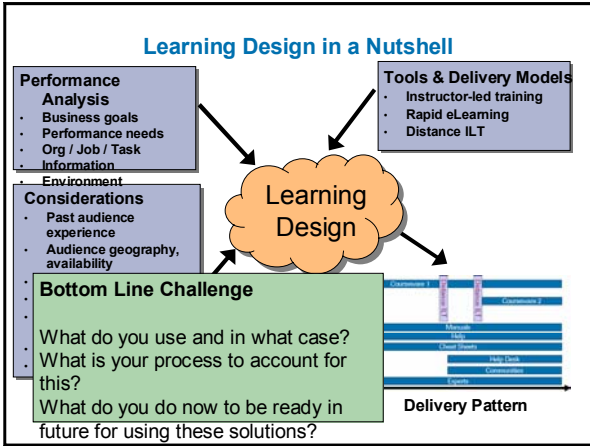 Learning Design in a Nutshell
Performance
Analysis
• Business goals
• Performance needs
• Org / Job / Task
• Information
• Environment
Tools & Delivery Models
• Instructor-led training
• Rapid eLearning
• Distance ILT
Considerations
• Past audience
experience
• Audience geography,
availability
Learning
Design
Bottom Line Challenge
What do you use and in what case?
What is your process to account for
this?
What do you do now to be ready in
future for using these solutions?
Courseware 1
Distance ILT
Distance ILT
Courseware 2
Manuals
Help
Cheat Sheets
Help Desk
Communities
Experts
Delivery Pattern